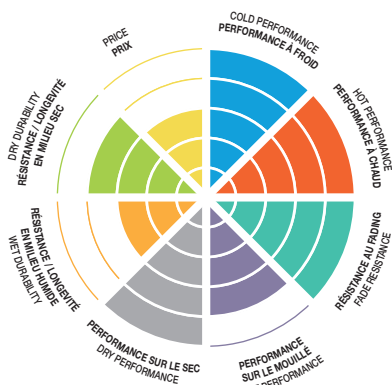 PRICE
PRIX
COLD PERFORMANCE
PERFORMANCE À FROID
HOT PERFORMANCE
PERFORMANCE À CHAUD
RÉSISTANCE AU FADING
FADE RESISTANCE
PERFORMANCE
SUR LE MOUILLÉ
PERFORMANCE
PERFORMANCE SUR LE SEC
DRY PERFORMANCE
RÉSISTANCE / LONGEVITÉ
EN MILIEU HUMIDE
WET DURABILITY
DRY DURABILITY
RÉSISTANCE / LONGEVITÉ
EN MILIEU SEC